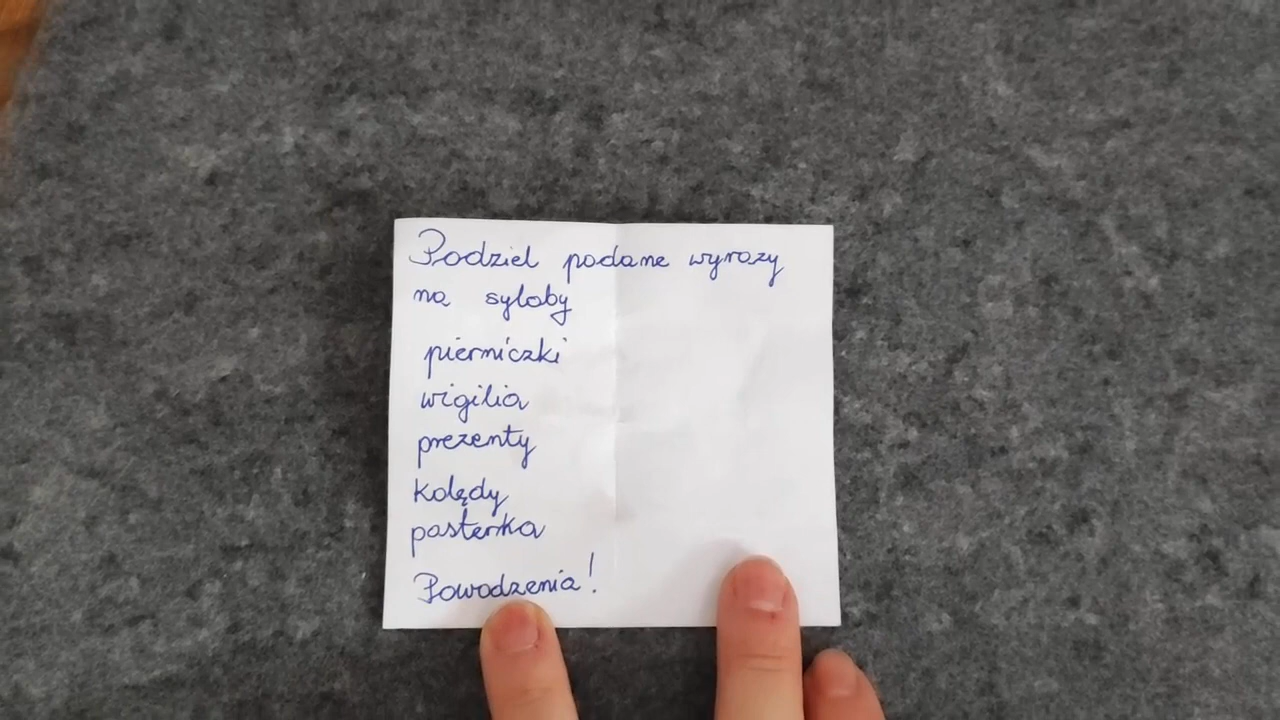 Podziel podane wyrazy
na sylaby
pierniczki
wigilia
prezenty
kolędy
pasterka
Powodzenia!